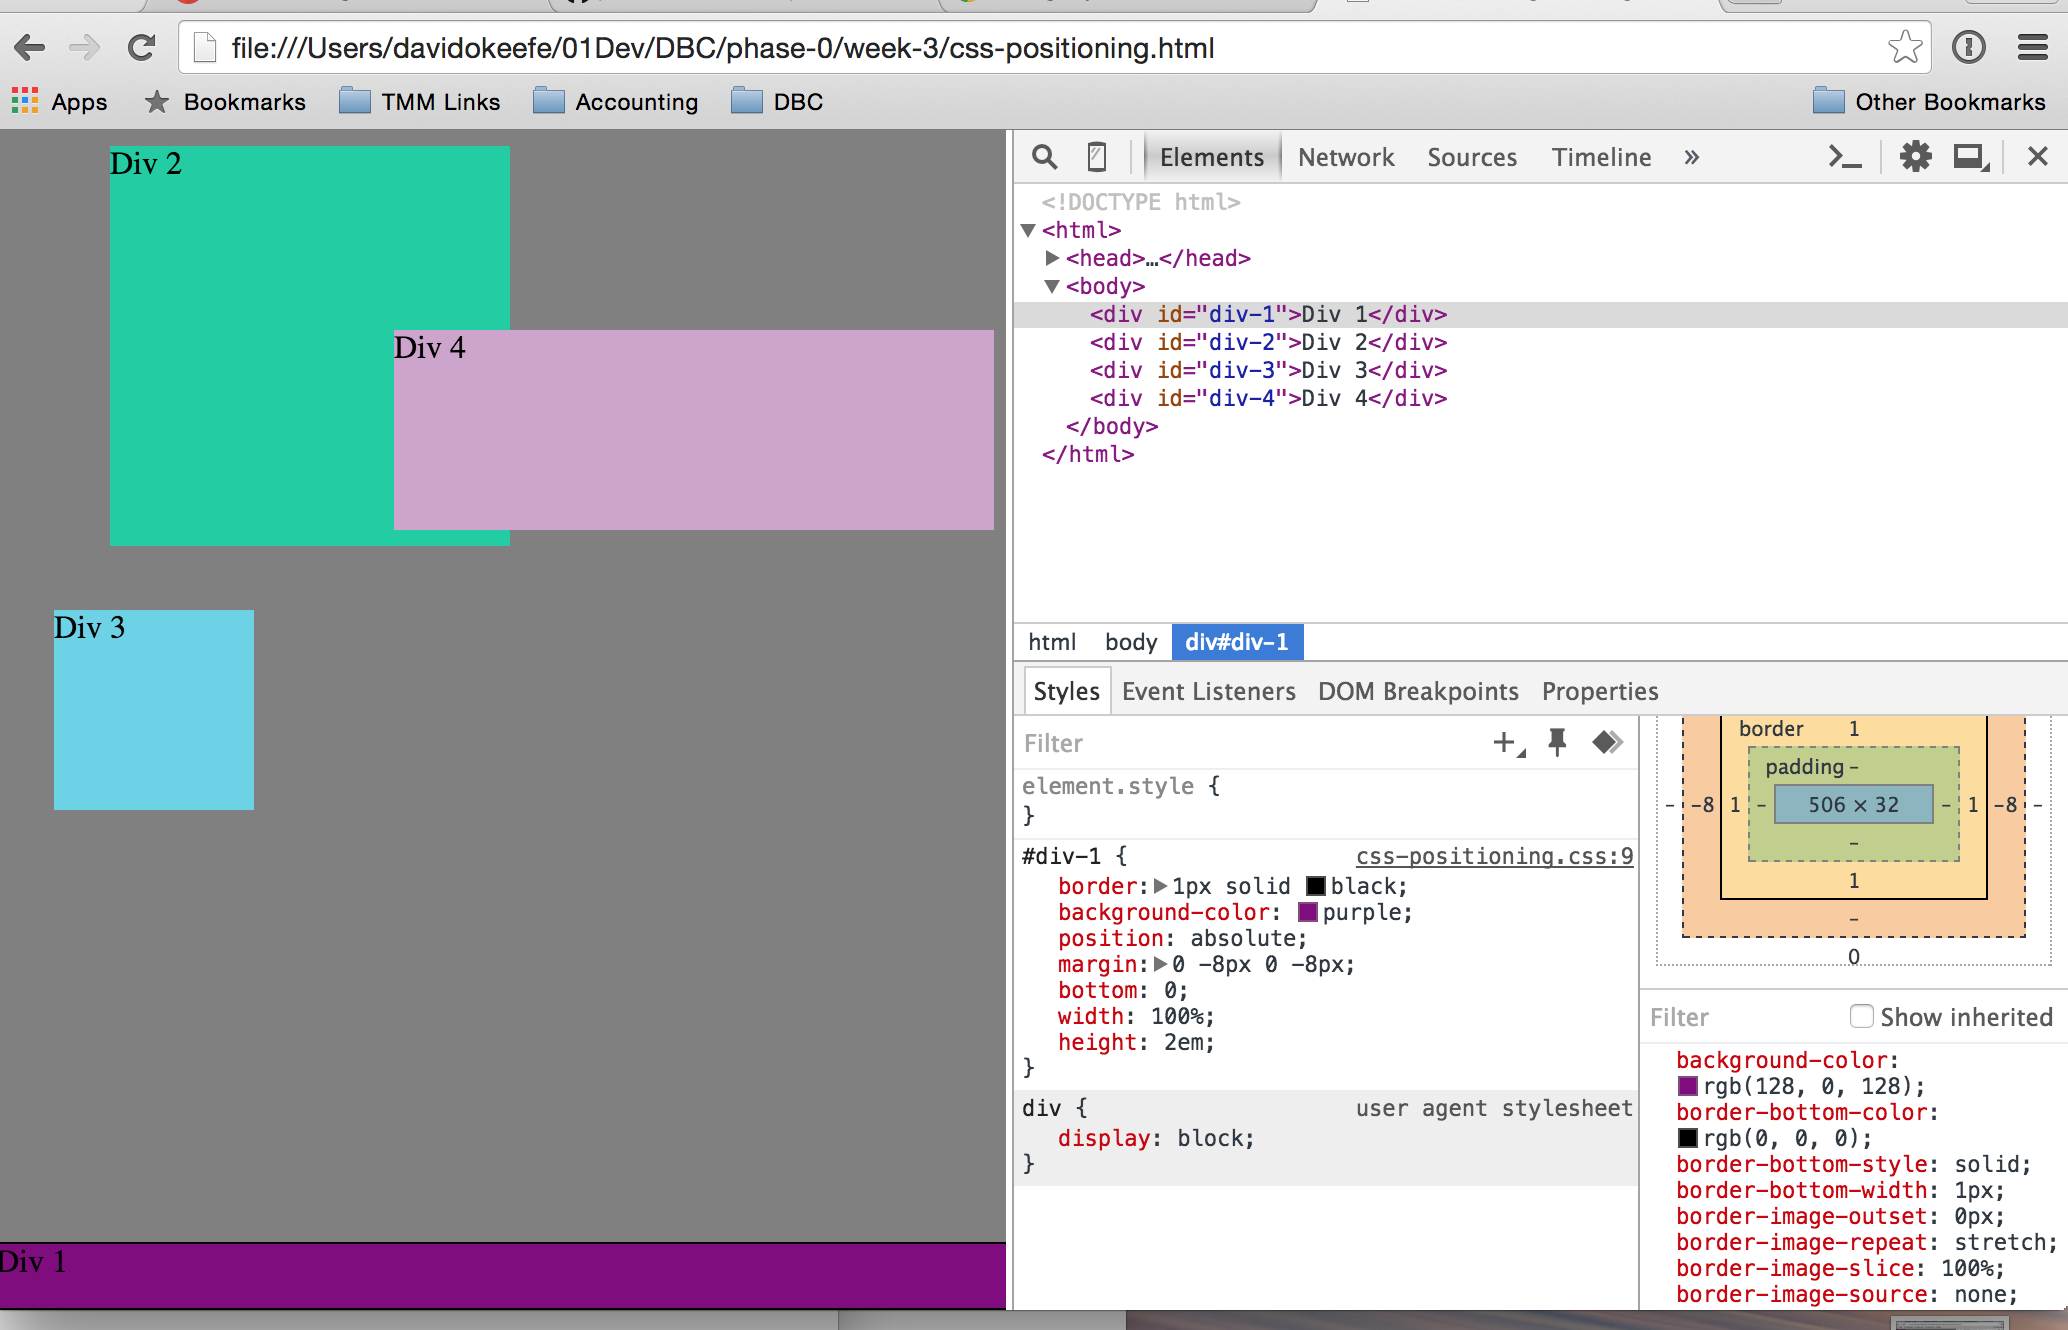 file:///Users/davidokeefe/01Dev/DBC/phase-0/week-3/css-positioning.html
Apps Bookmarks TMM Links Accounting DBC Other Bookmarks
Div 2
Div 4
Div 3
Div 1
Elements Network Sources Timeline »
<!DOCTYPE html>
▼<html>
▶<head>…</head>
▼<body>
<div id="div-1">Div 1</div>
<div id="div-2">Div 2</div>
<div id="div-3">Div 3</div>
<div id="div-4">Div 4</div>
</body>
</html>
html body div#div-1
Styles Event Listeners DOM Breakpoints Properties
Filter
element.style {
}
#div-1 { css-positioning.css:9
border:▶1px solid black;
background-color: purple;
position: absolute;
margin:▶0 -8px 0 -8px;
bottom: 0;
width: 100%;
height: 2em;
}
div { user agent stylesheet
display: block;
}
border 1
padding -
- -8 1 - 506 × 32 - 1 -8 -
-
1
-
0
Filter Show inherited
background-color:
rgb(128, 0, 128);
border-bottom-color:
rgb(0, 0, 0);
border-bottom-style: solid;
border-bottom-width: 1px;
border-image-outset: 0px;
border-image-repeat: stretch;
border-image-slice: 100%;
border-image-source: none;